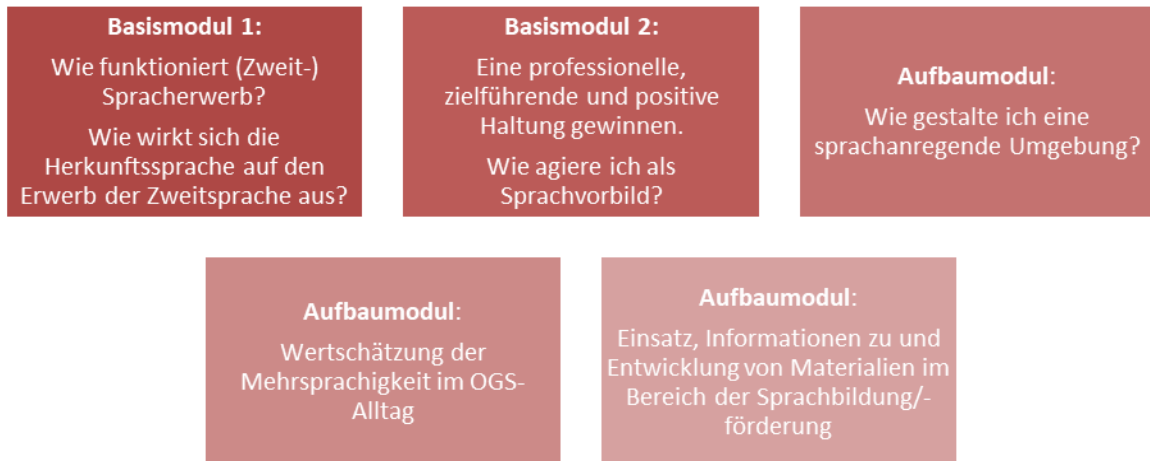 Basismodul 1:
Wie funktioniert (Zweit-)
Spracherwerb?
Wie wirkt sich die
Herkunftssprache auf den
Erwerb der Zweitsprache aus?
Basismodul 2:
Eine professionelle,
zielführende und positive
Haltung gewinnen.
Wie agiere ich als
Sprachvorbild?
Aufbaumodul:
Wie gestalte ich eine
sprachanregende Umgebung?
Aufbaumodul:
Wertschätzung der
Mehrsprachigkeit im OGS-
Alltag
Aufbaumodul:
Einsatz, Informationen zu und
Entwicklung von Materialien im
Bereich der Sprachbildung/-
förderung